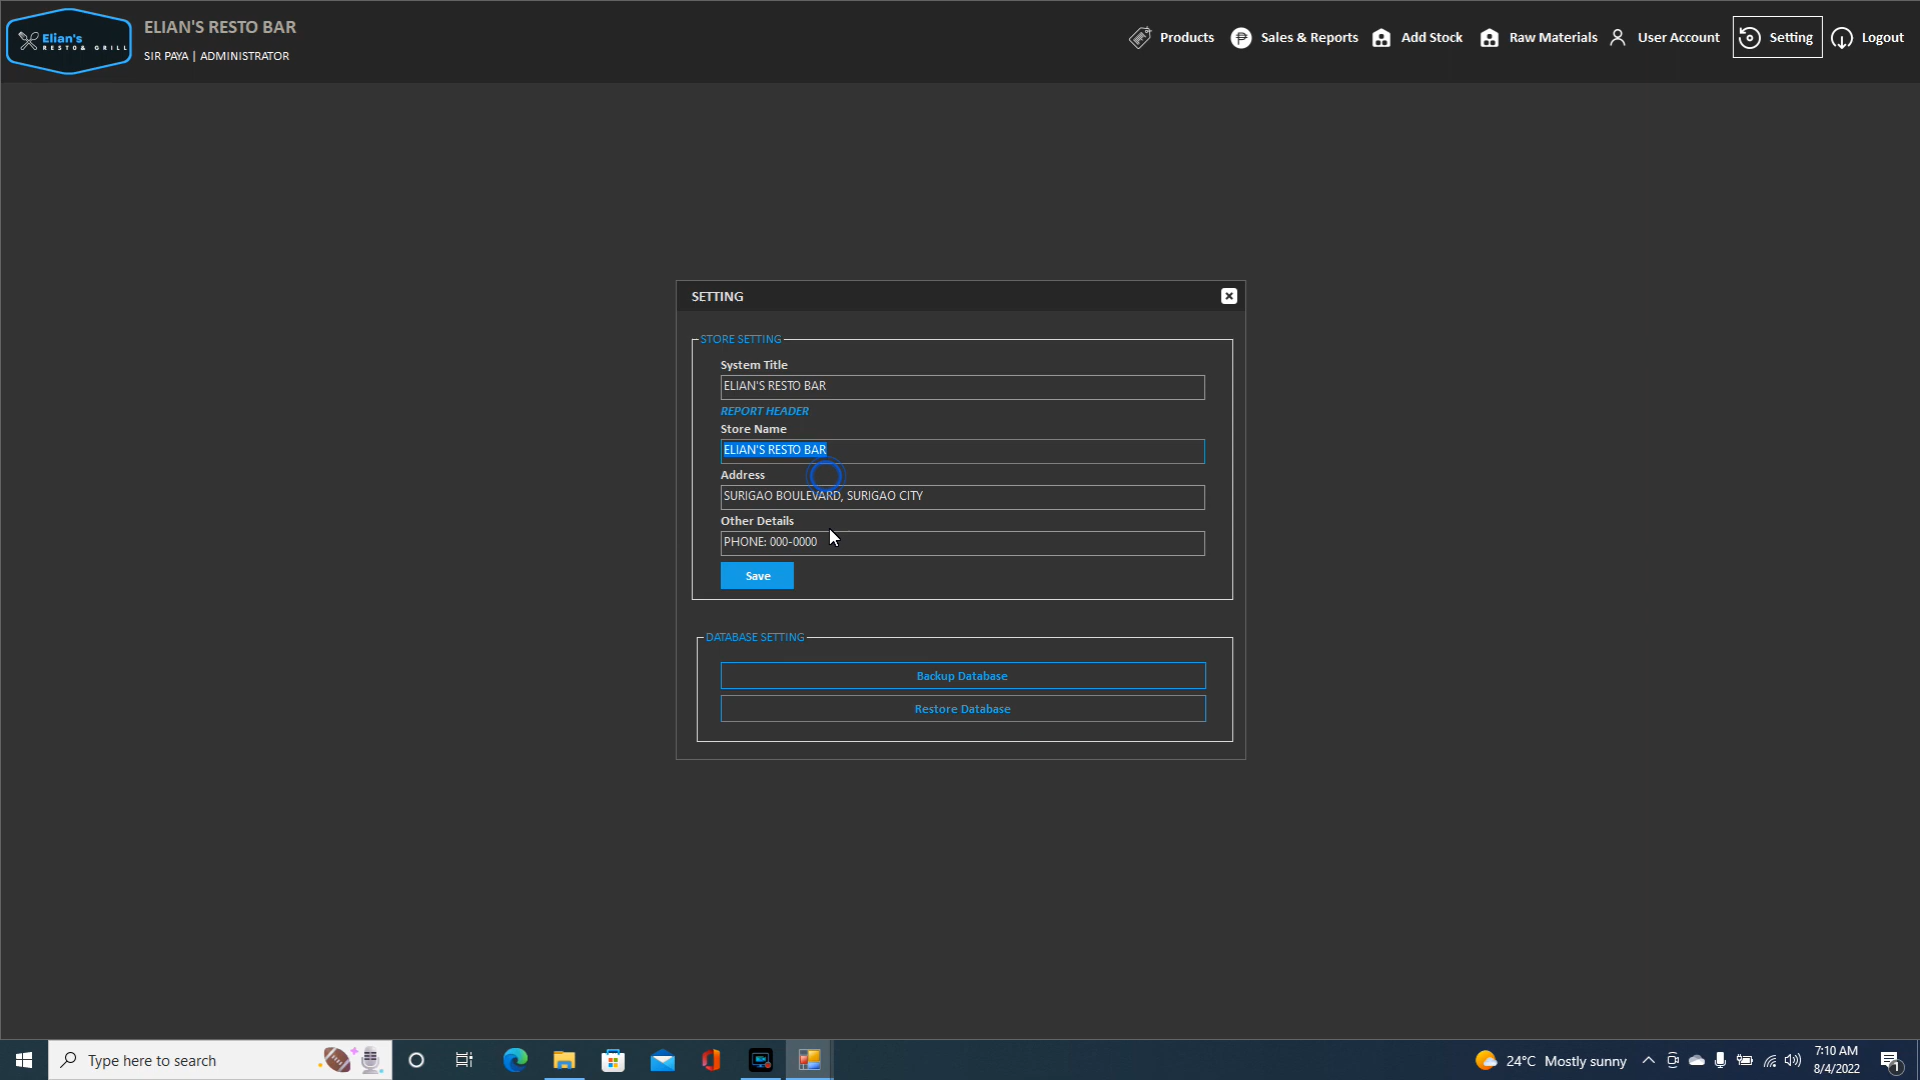 Elian's
RESTO & GRILL
ELIAN'S RESTO BAR
SIR PAYA | ADMINISTRATOR
Products
Sales & Reports
Add Stock
Raw Materials
User Account
Setting
Logout
SETTING
STORE SETTING
System Title
ELIAN'S RESTO BAR
REPORT HEADER
Store Name
ELIAN'S RESTO BAR
Address
SURIGAO BOULEVARD, SURIGAO CITY
Other Details
PHONE: 000-0000
Save
DATABASE SETTING
Backup Database
Restore Database
Type here to search
24°C Mostly sunny
7:10 AM
8/4/2022
1